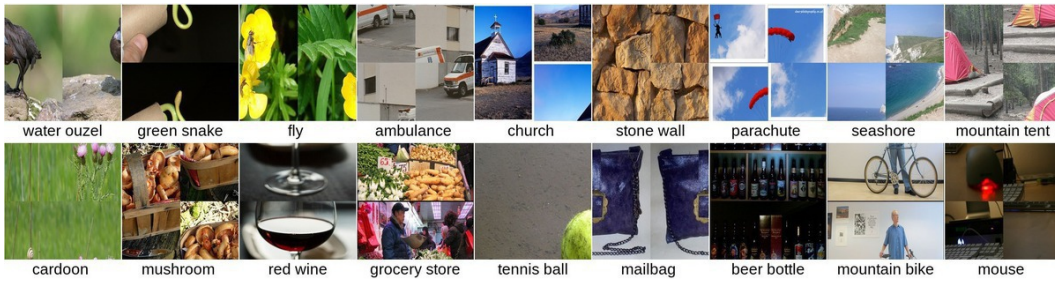 water ouzel
green snake
fly
ambulance
church
stone wall
parachute
seashore
mountain tent
cardoon
mushroom
red wine
grocery store
tennis ball
mailbag
beer bottle
mountain bike
mouse